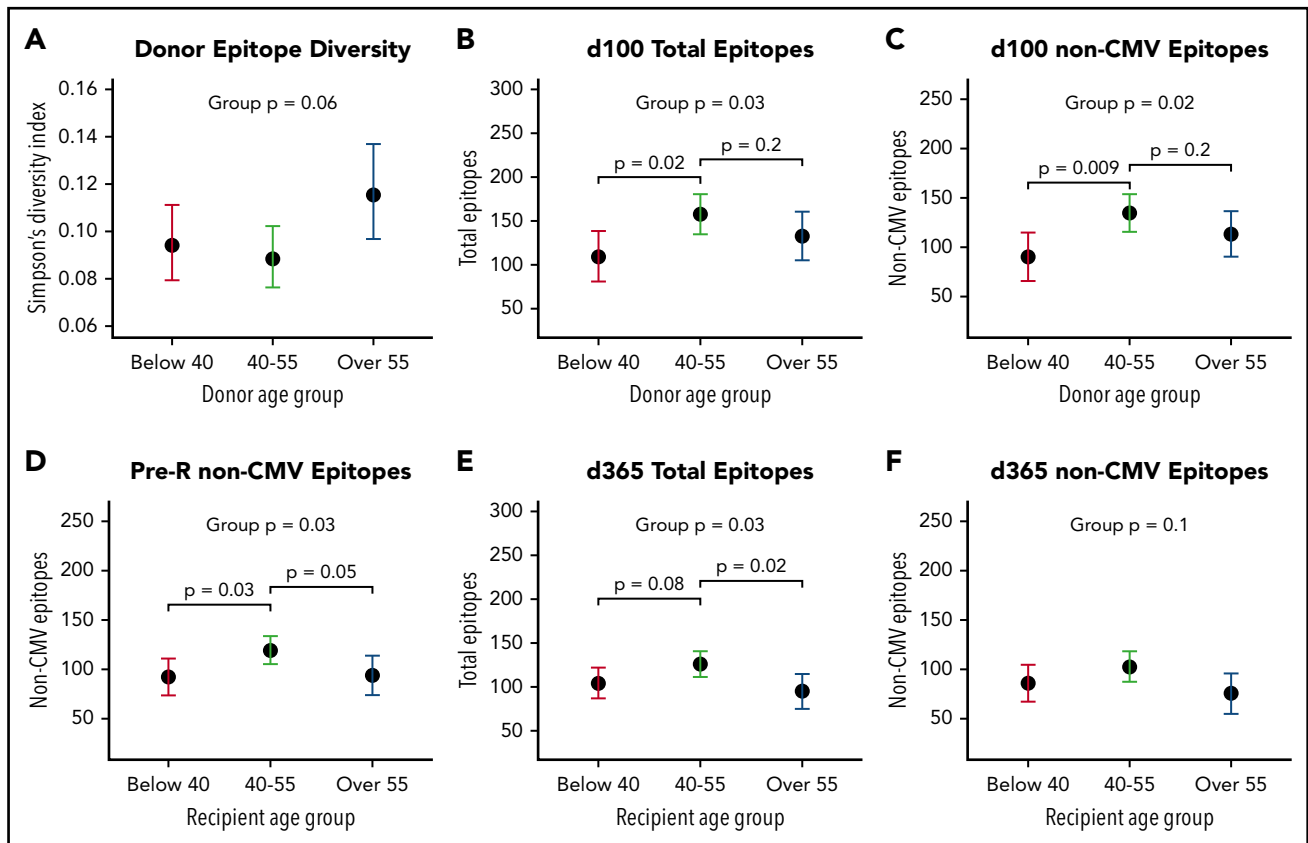 A
Donor Epitope Diversity
Simpson's diversity index
0.16
0.14
0.12
0.10
0.08
0.06
Group p = 0.06
Below 40
40-55
Over 55
Donor age group
B
d100 Total Epitopes
Total epitopes
300
250
200
150
100
50
Group p = 0.03
p = 0.02
p = 0.2
Below 40
40-55
Over 55
Donor age group
C
d100 non-CMV Epitopes
Non-CMV epitopes
250
200
150
100
50
Group p = 0.02
p = 0.009
p = 0.2
Below 40
40-55
Over 55
Donor age group
D
Pre-R non-CMV Epitopes
Non-CMV epitopes
250
200
150
100
50
Group p = 0.03
p = 0.03
p = 0.05
Below 40
40-55
Over 55
Recipient age group
E
d365 Total Epitopes
Total epitopes
300
250
200
150
100
50
Group p = 0.03
p = 0.08
p = 0.02
Below 40
40-55
Over 55
Recipient age group
F
d365 non-CMV Epitopes
Non-CMV epitopes
250
200
150
100
50
Group p = 0.1
Below 40
40-55
Over 55
Recipient age group